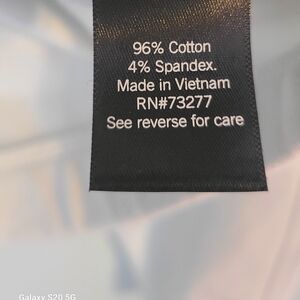 96% Cotton
4% Spandex.
Made in Vietnam
RN#73277
See reverse for care
Galaxy S20 5G